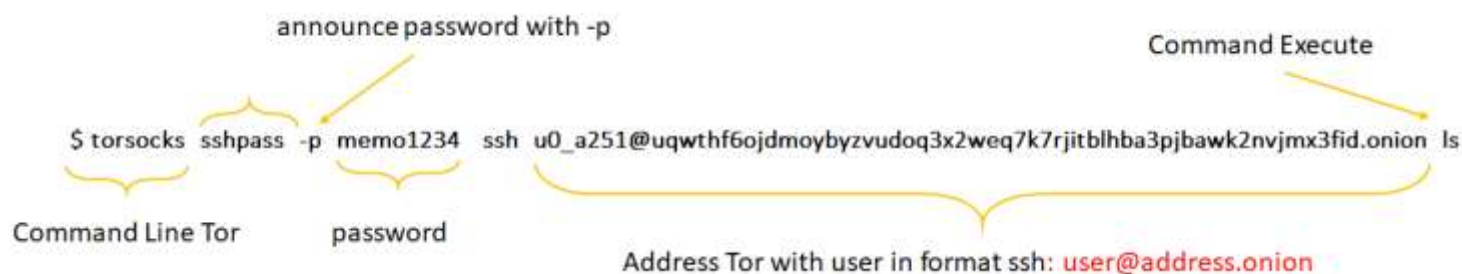 announce password with -p
Command Execute
$ torsocks sshpass -p memo1234 ssh u0_a251@uqwthf6ojdmoybyzvudoq3x2weq7k7rjitblhba3pjbawk2nvjmx3fid.onion ls
Command Line Tor password
Address Tor with user in format ssh: user@address.onion